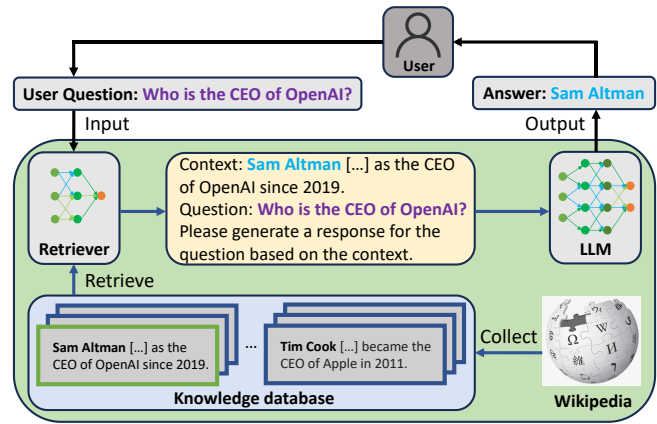 User
User Question: Who is the CEO of OpenAI?
Answer: Sam Altman
Input
Output
Context: Sam Altman [...] as the CEO
of OpenAI since 2019.
Question: Who is the CEO of OpenAI?
Please generate a response for the
question based on the context.
Retriever
LLM
Retrieve
Sam Altman [...] as the
CEO of OpenAI since 2019.
...
Tim Cook [...] became the
CEO of Apple in 2011.
Collect
Knowledge database
Wikipedia